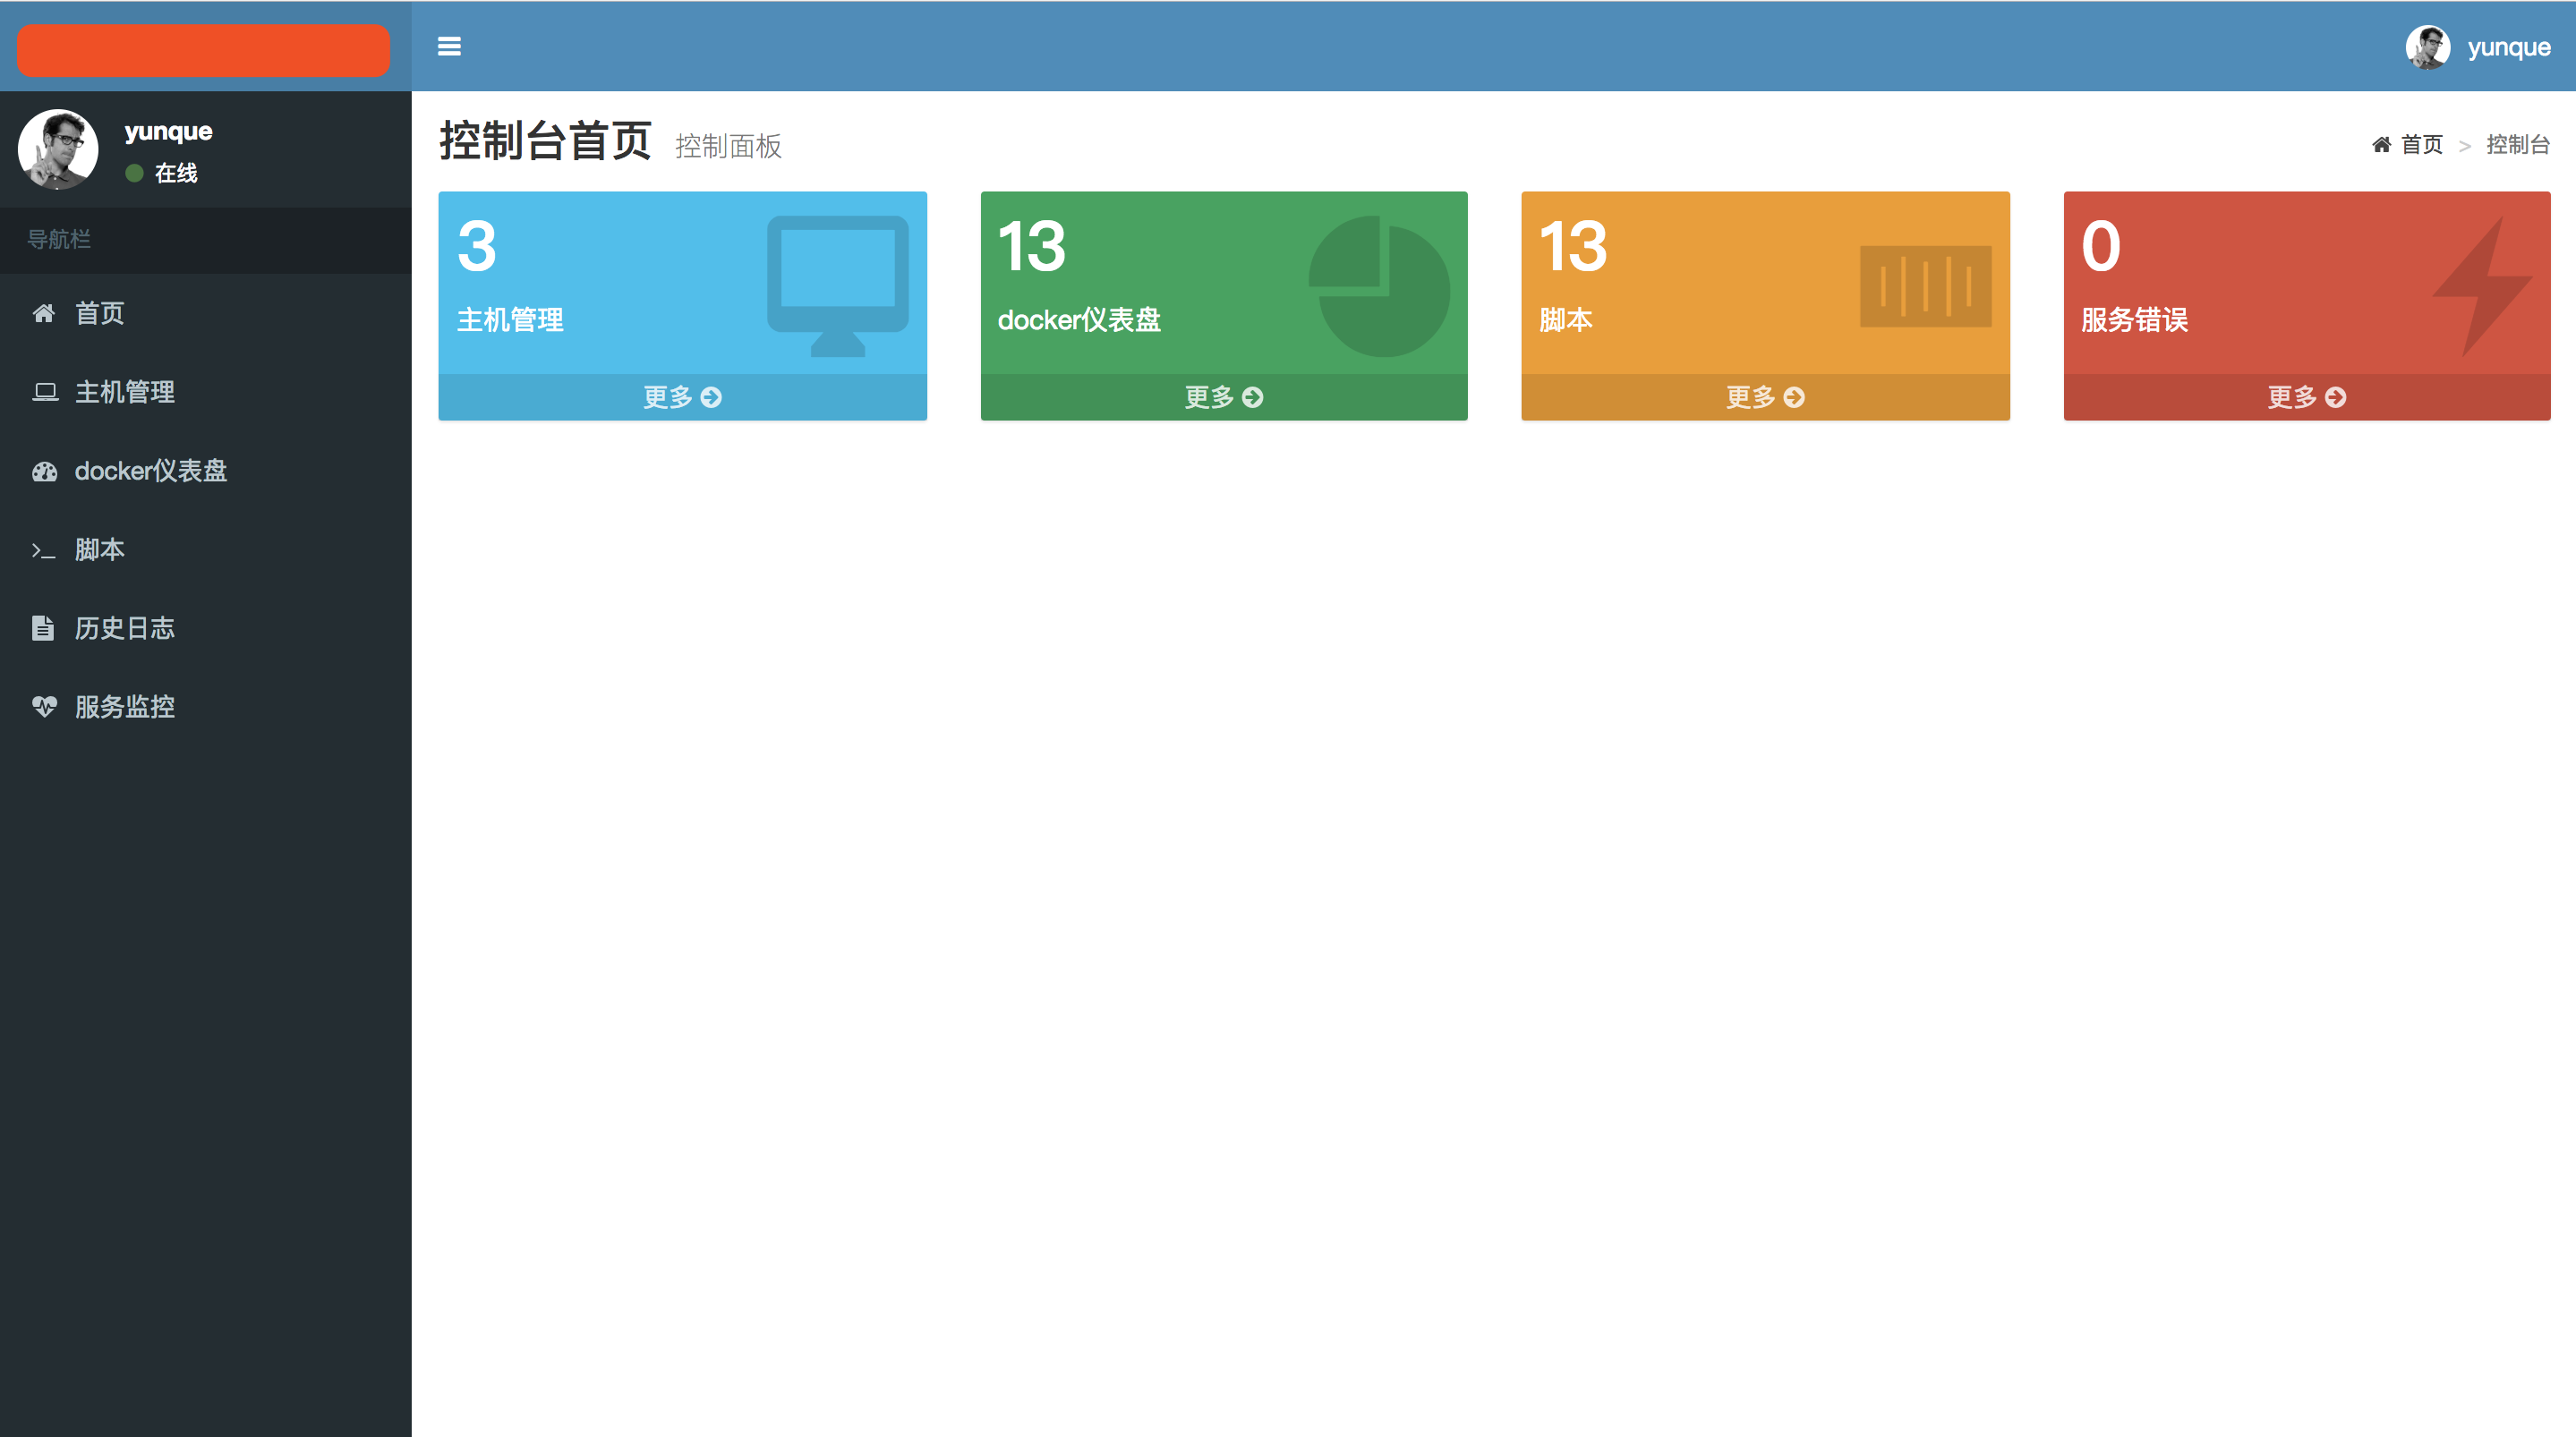 yunque
yunque
在线
导航栏
首页
主机管理
docker仪表盘
脚本
历史日志
服务监控
控制台首页 控制面板
首页 > 控制台
3
主机管理
更多
13
docker仪表盘
更多
13
脚本
更多
0
服务错误
更多